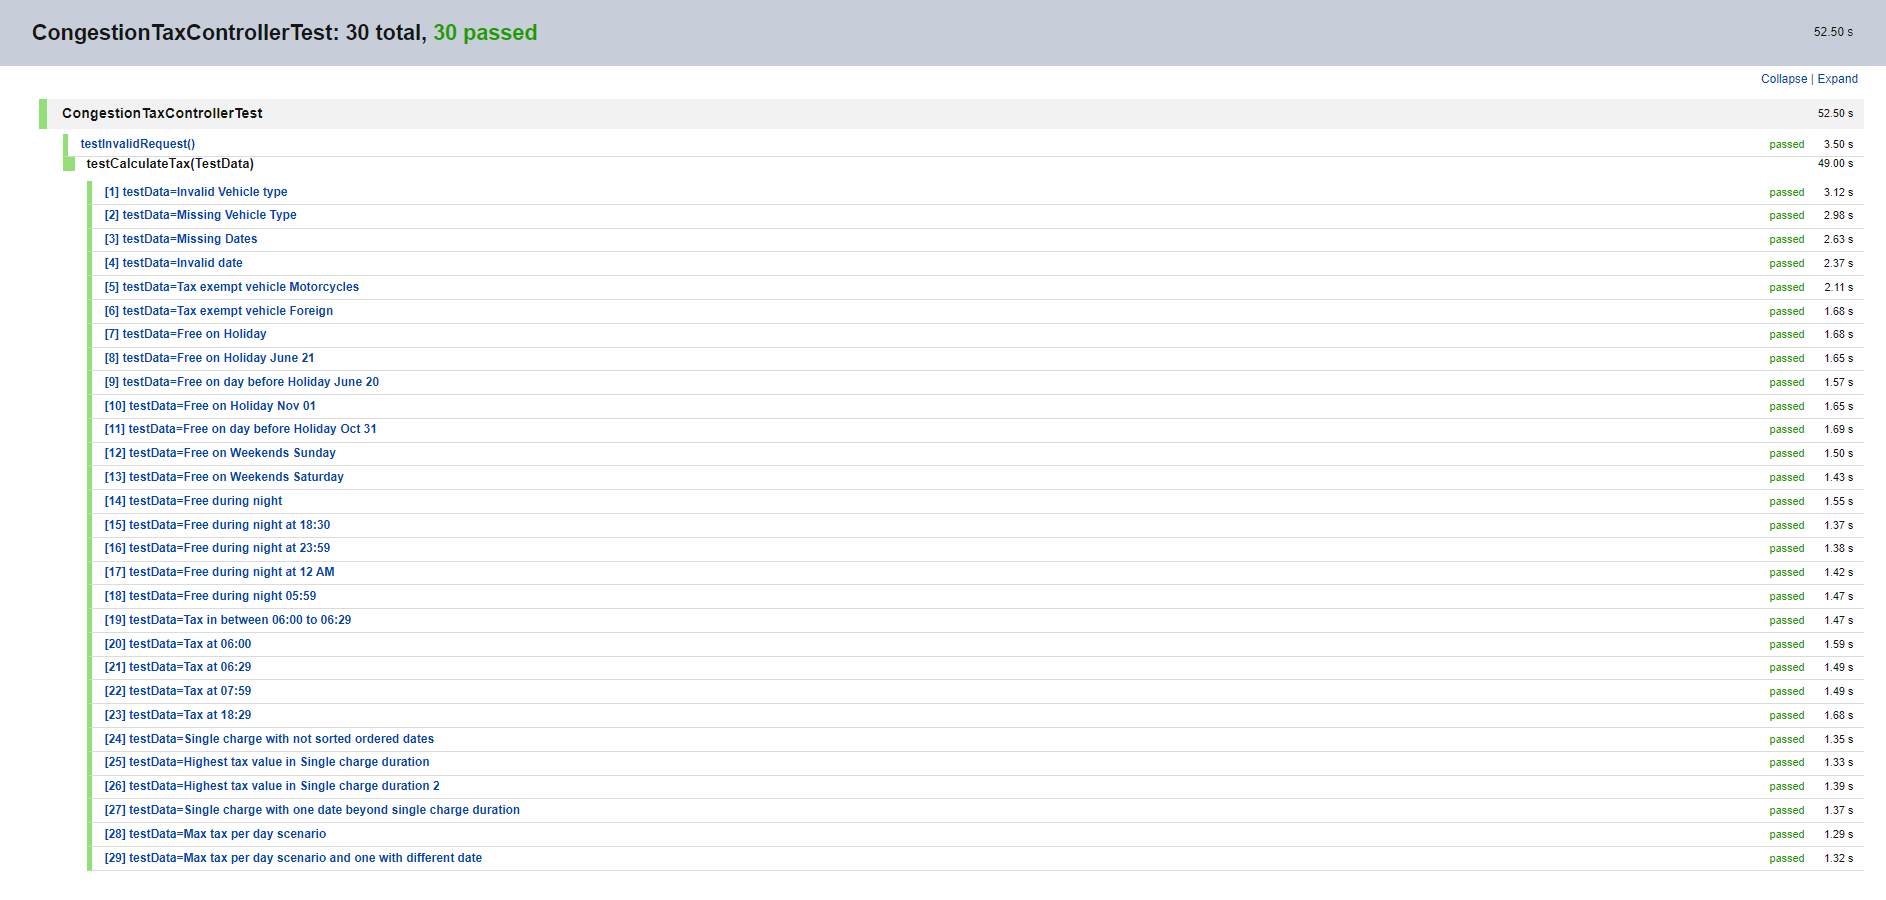 CongestionTaxControllerTest: 30 total, 30 passed 52.50 s
Collapse | Expand
CongestionTaxControllerTest 52.50 s
testInvalidRequest() passed 3.50 s
testCalculateTax(TestData) 49.00 s
[1] testData=Invalid Vehicle type passed 3.12 s
[2] testData=Missing Vehicle Type passed 2.98 s
[3] testData=Missing Dates passed 2.63 s
[4] testData=Invalid date passed 2.37 s
[5] testData=Tax exempt vehicle Motorcycles passed 2.11 s
[6] testData=Tax exempt vehicle Foreign passed 1.68 s
[7] testData=Free on Holiday passed 1.68 s
[8] testData=Free on Holiday June 21 passed 1.65 s
[9] testData=Free on day before Holiday June 20 passed 1.57 s
[10] testData=Free on Holiday Nov 01 passed 1.65 s
[11] testData=Free on day before Holiday Oct 31 passed 1.69 s
[12] testData=Free on Weekends Sunday passed 1.50 s
[13] testData=Free on Weekends Saturday passed 1.43 s
[14] testData=Free during night passed 1.55 s
[15] testData=Free during night at 18:30 passed 1.37 s
[16] testData=Free during night at 23:59 passed 1.38 s
[17] testData=Free during night at 12 AM passed 1.42 s
[18] testData=Free during night 05:59 passed 1.47 s
[19] testData=Tax in between 06:00 to 06:29 passed 1.47 s
[20] testData=Tax at 06:00 passed 1.59 s
[21] testData=Tax at 06:29 passed 1.49 s
[22] testData=Tax at 07:59 passed 1.49 s
[23] testData=Tax at 18:29 passed 1.68 s
[24] testData=Single charge with not sorted ordered dates passed 1.35 s
[25] testData=Highest tax value in Single charge duration passed 1.33 s
[26] testData=Highest tax value in Single charge duration 2 passed 1.39 s
[27] testData=Single charge with one date beyond single charge duration passed 1.37 s
[28] testData=Max tax per day scenario passed 1.29 s
[29] testData=Max tax per day scenario and one with different date passed 1.32 s